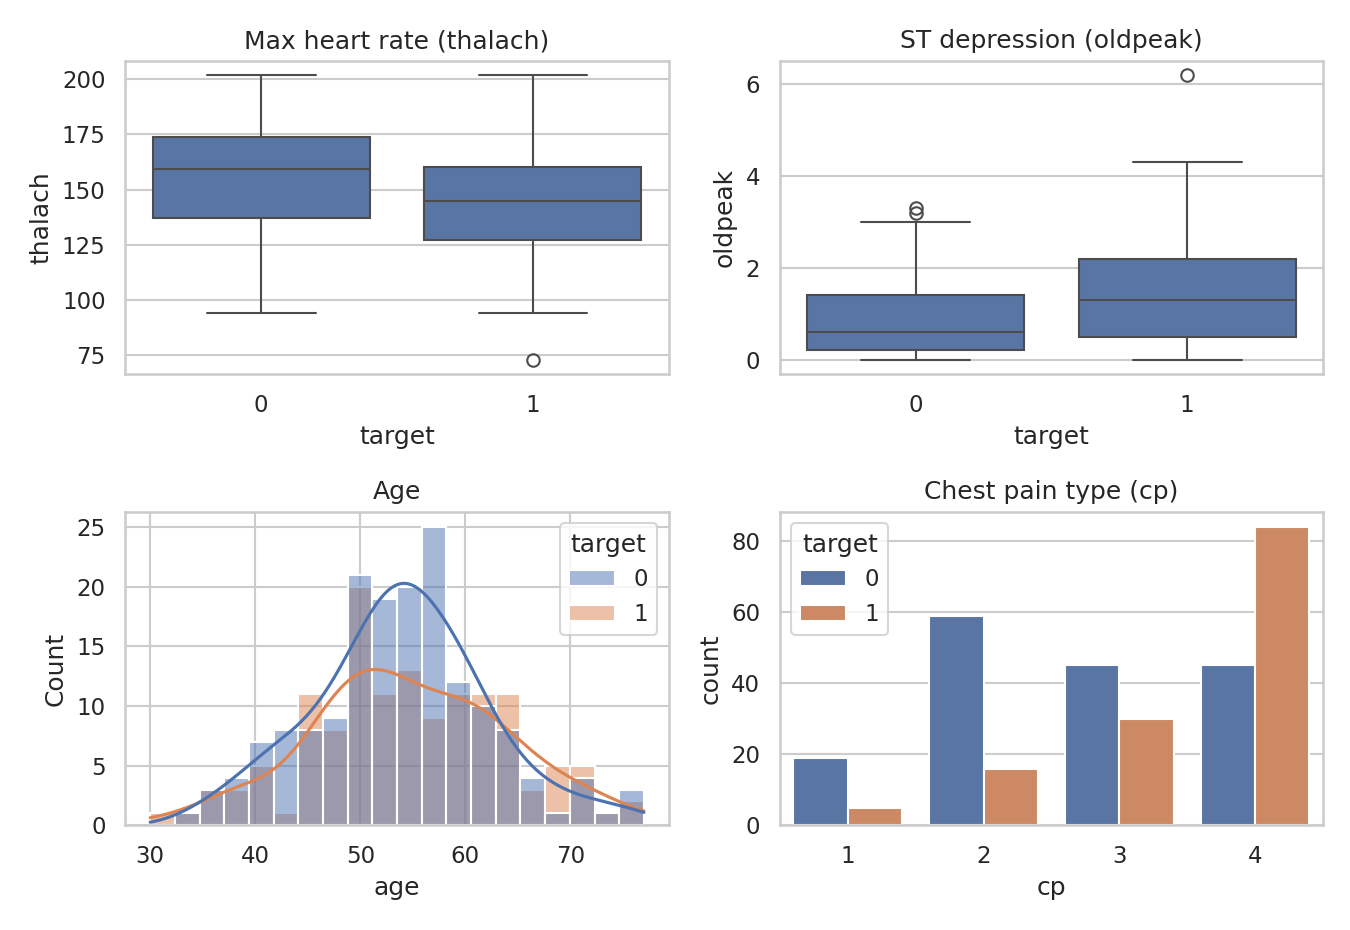 Max heart rate (thalach)
200
175
150
125
100
75
thalach
0
1
target
ST depression (oldpeak)
6
4
2
0
oldpeak
0
1
target
Age
25
20
15
10
5
0
Count
target
0
1
30
40
50
60
70
age
Chest pain type (cp)
80
60
40
20
0
count
target
0
1
1
2
3
4
cp